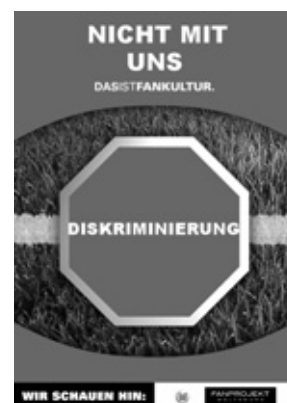 NICHT MIT
UNS
DASISTFANKULTUR.
DISKRIMINIERUNG
WIR SCHAUEN HIN:
FANPROJEKT